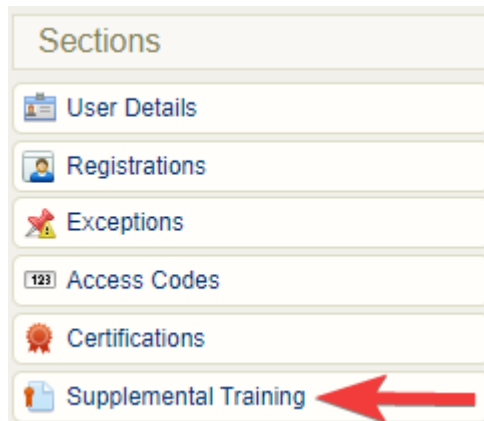 Sections
User Details
Registrations
Exceptions
123 Access Codes
Certifications
Supplemental Training